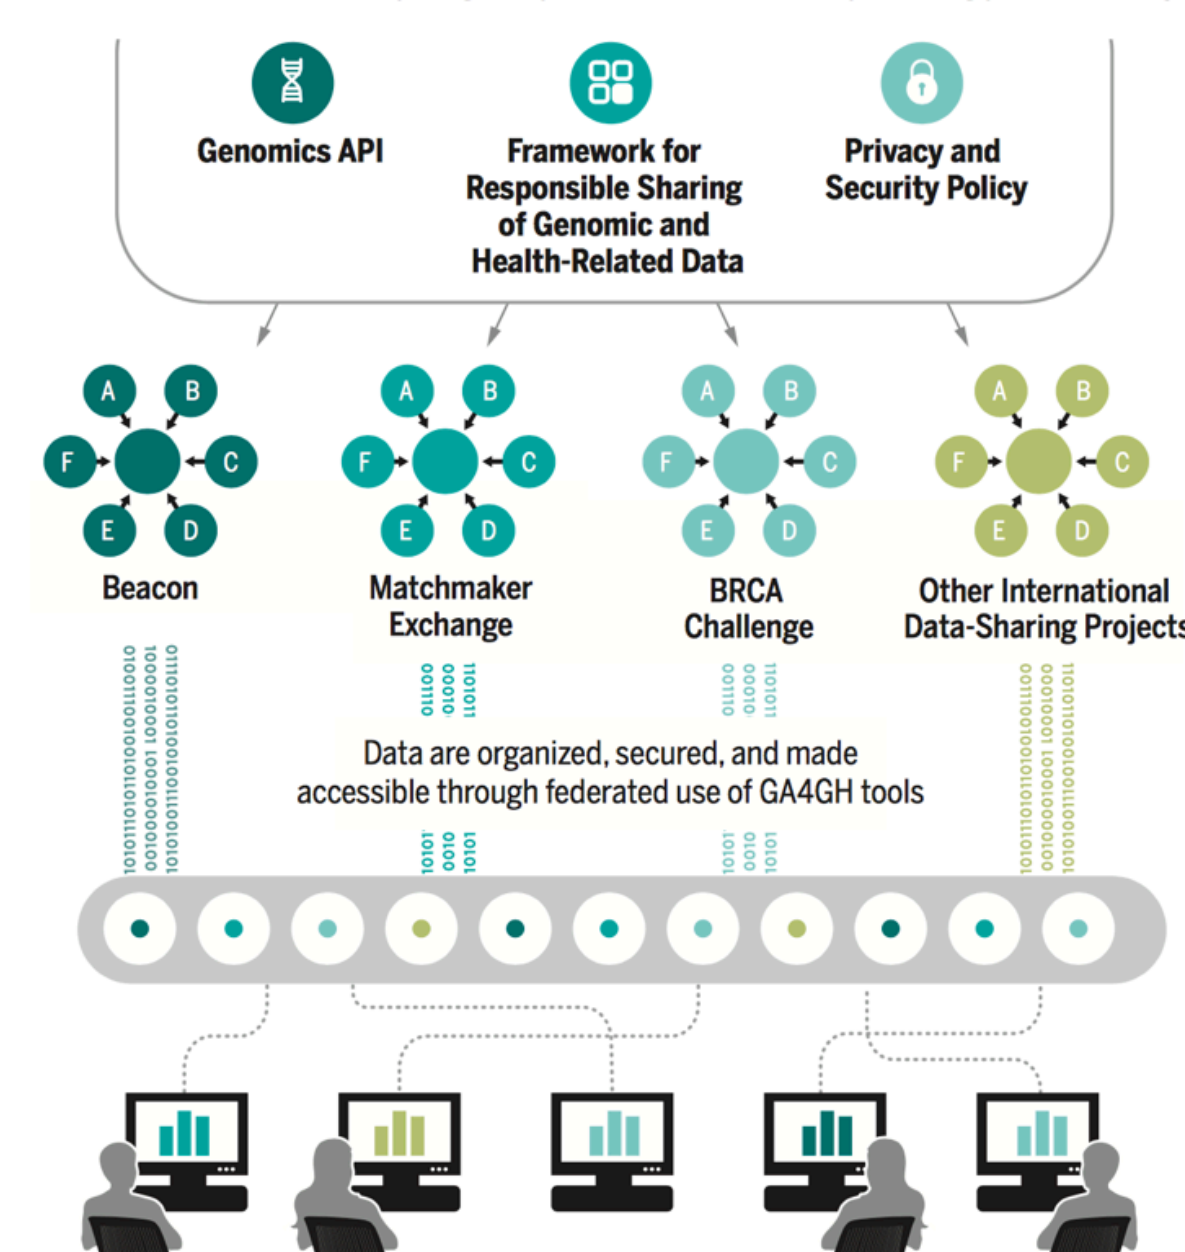 Genomics API
Framework for
Responsible Sharing
of Genomic and
Health-Related Data
Privacy and
Security Policy
A B
F C
E D
Beacon
A B
F C
E D
Matchmaker
Exchange
A B
F C
E D
BRCA
Challenge
A B
F C
E D
Other International
Data-Sharing Projects
Data are organized, secured, and made
accessible through federated use of GA4GH tools